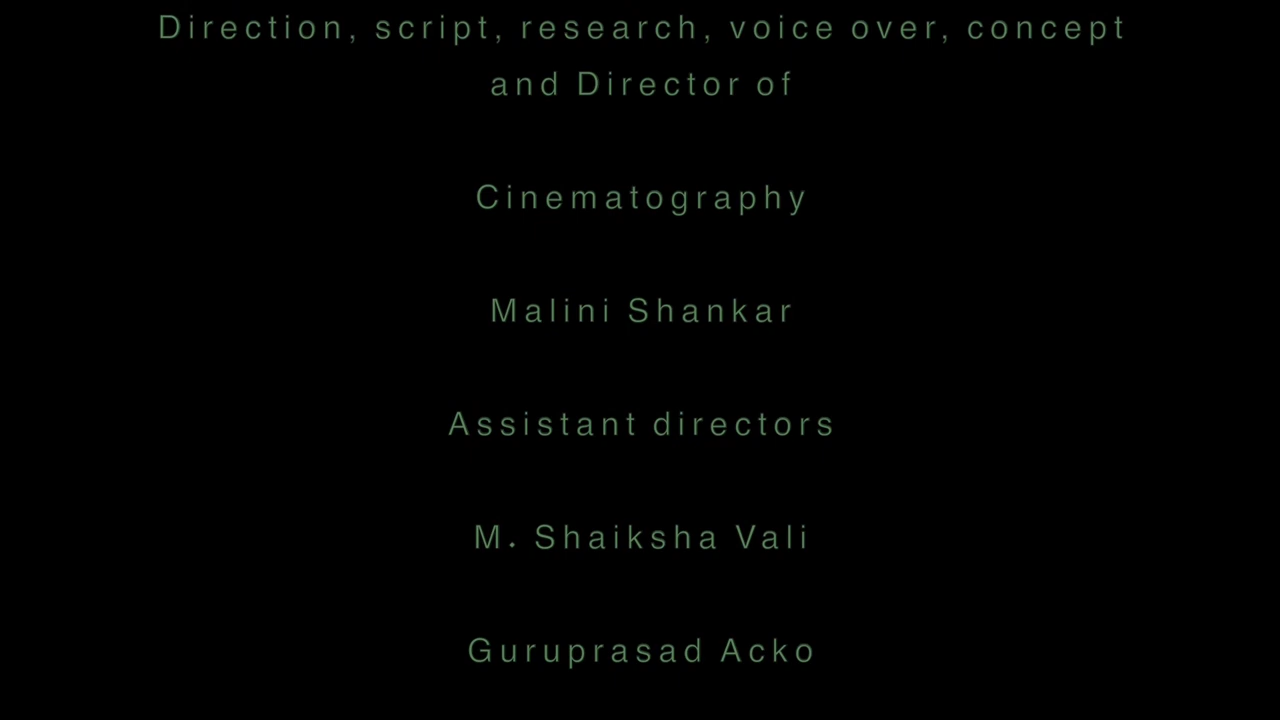 Direction, script, research, voice over, concept
and Director of
Cinematography
Malini Shankar
Assistant directors
M. Shaiksha Vali
Guruprasad Acko